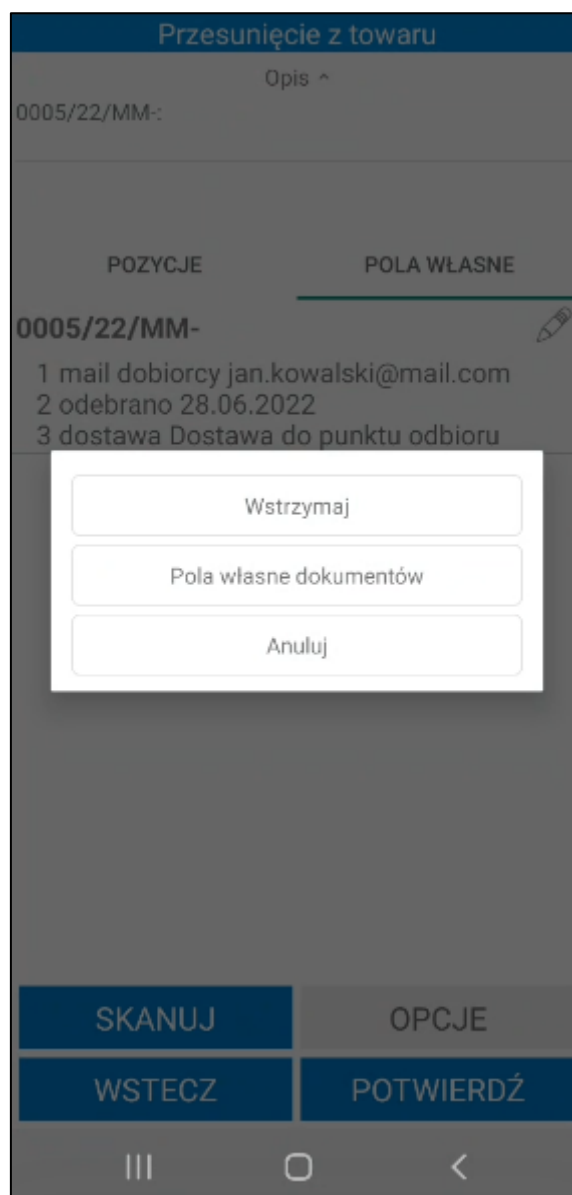 Przesunięcie z towaru
Opis ^
0005/22/MM-:
POZYCJE
POLA WŁASNE
0005/22/MM-
1 mail dobiorcy jan.kowalski@mail.com
2 odebrano 28.06.2022
3 dostawa Dostawa do punktu odbioru
Wstrzymaj
Pola własne dokumentów
Anuluj
SKANUJ
OPCJE
WSTECZ
POTWIERDŹ